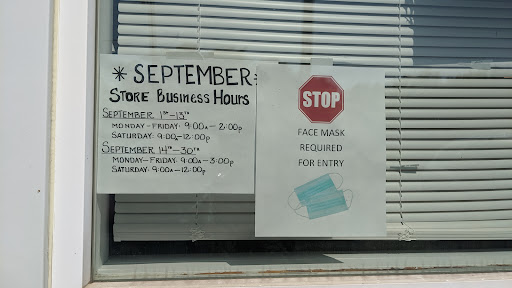 * SEPTEMBER *
STORE BUSINESS HOURS
SEPTEMBER 1ST-13TH
MONDAY-FRIDAY: 9:00A-2:00P
SATURDAY: 9:00A-12:00P
SEPTEMBER 14TH-30TH
MONDAY-FRIDAY: 9:00A-3:00P
SATURDAY: 9:00A-12:00P
STOP
FACE MASK
REQUIRED
FOR ENTRY